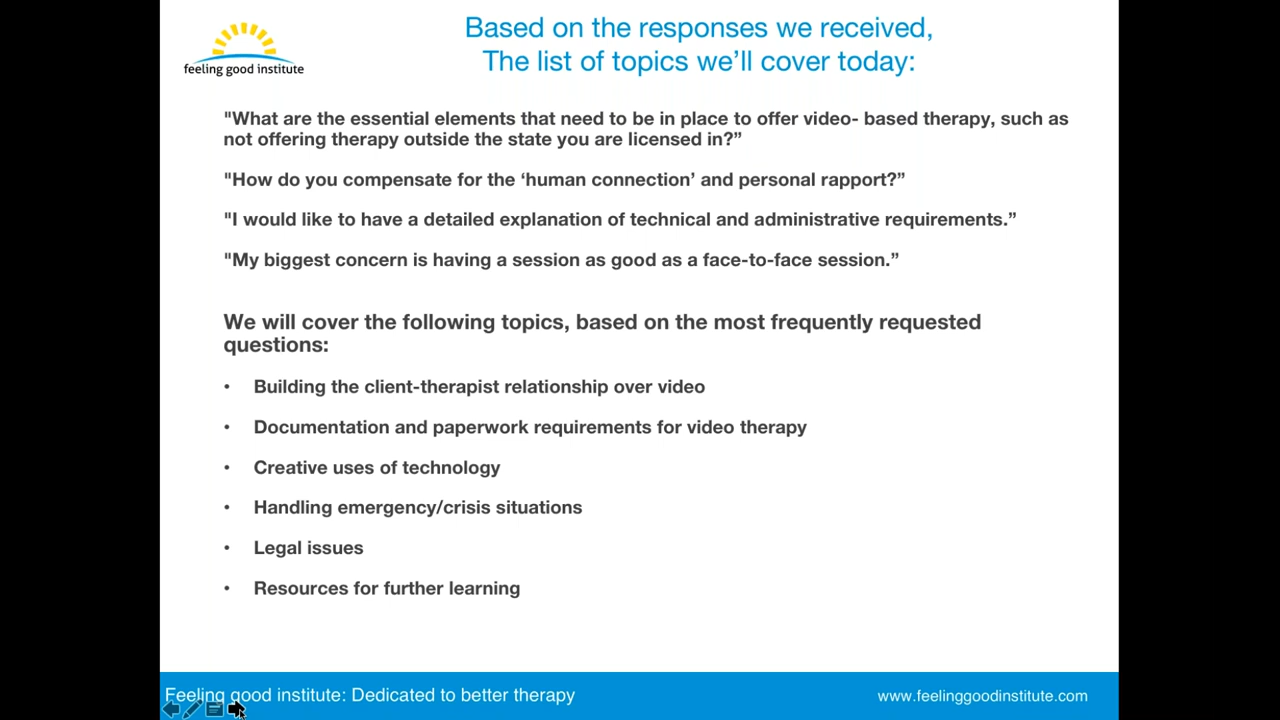 feeling good institute
Based on the responses we received,
The list of topics we’ll cover today:
"What are the essential elements that need to be in place to offer video- based therapy, such as
not offering therapy outside the state you are licensed in?”
"How do you compensate for the ‘human connection’ and personal rapport?”
"I would like to have a detailed explanation of technical and administrative requirements.”
"My biggest concern is having a session as good as a face-to-face session.”
We will cover the following topics, based on the most frequently requested
questions:
• Building the client-therapist relationship over video
• Documentation and paperwork requirements for video therapy
• Creative uses of technology
• Handling emergency/crisis situations
• Legal issues
• Resources for further learning
Feeling good institute: Dedicated to better therapy
www.feelinggoodinstitute.com